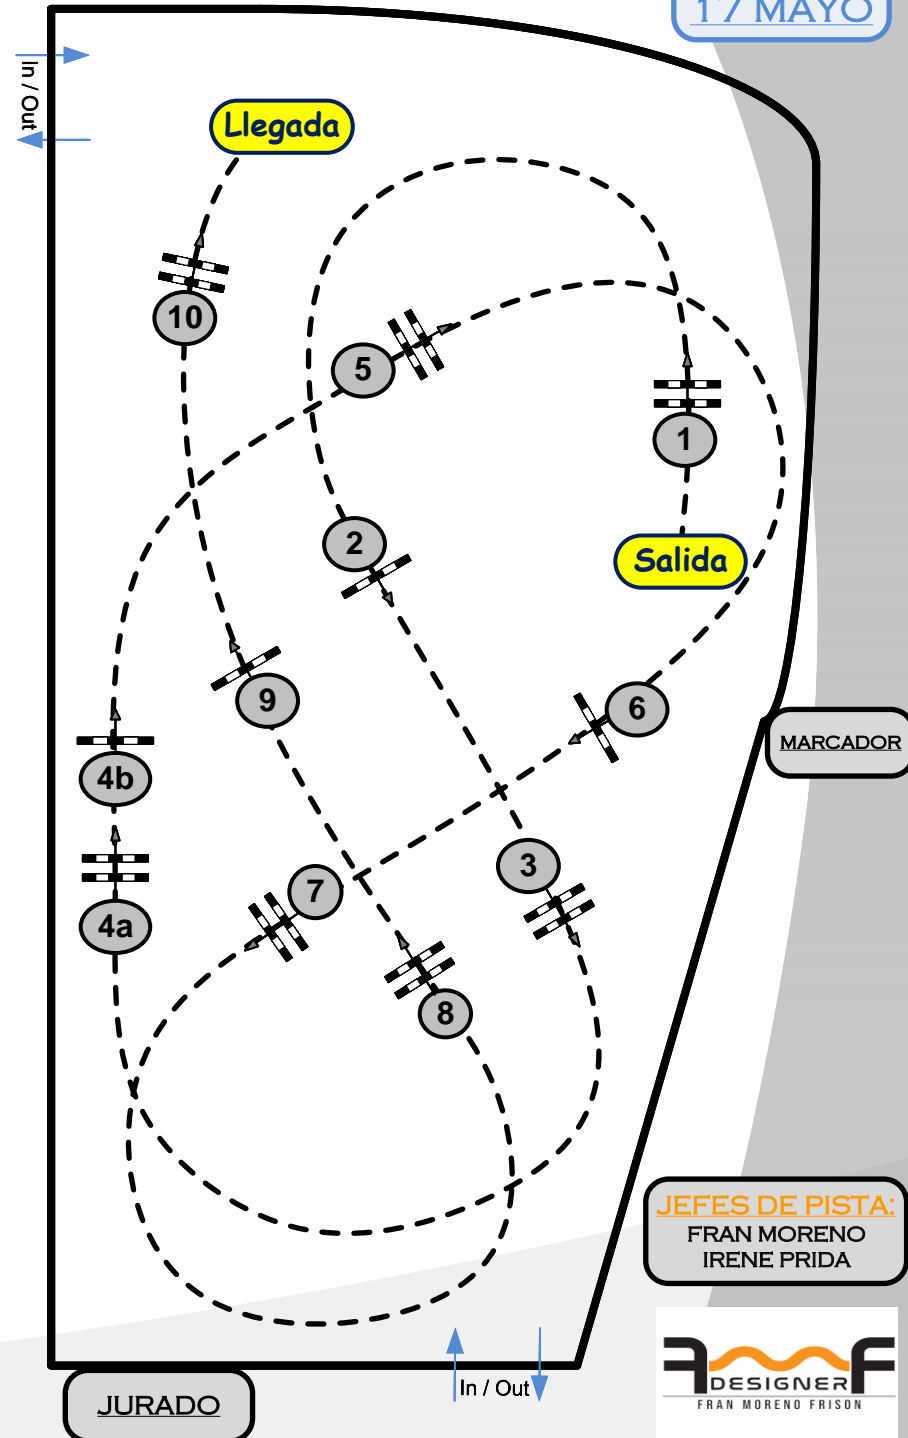 17 MAYO
In / Out
Llegada
10
5
1
2
Salida
9
6
MARCADOR
4b
3
7
4a
8
JEFES DE PISTA:
FRAN MORENO
IRENE PRIDA
In / Out
JURADO
DESIGNER
FRAN MORENO FRISON